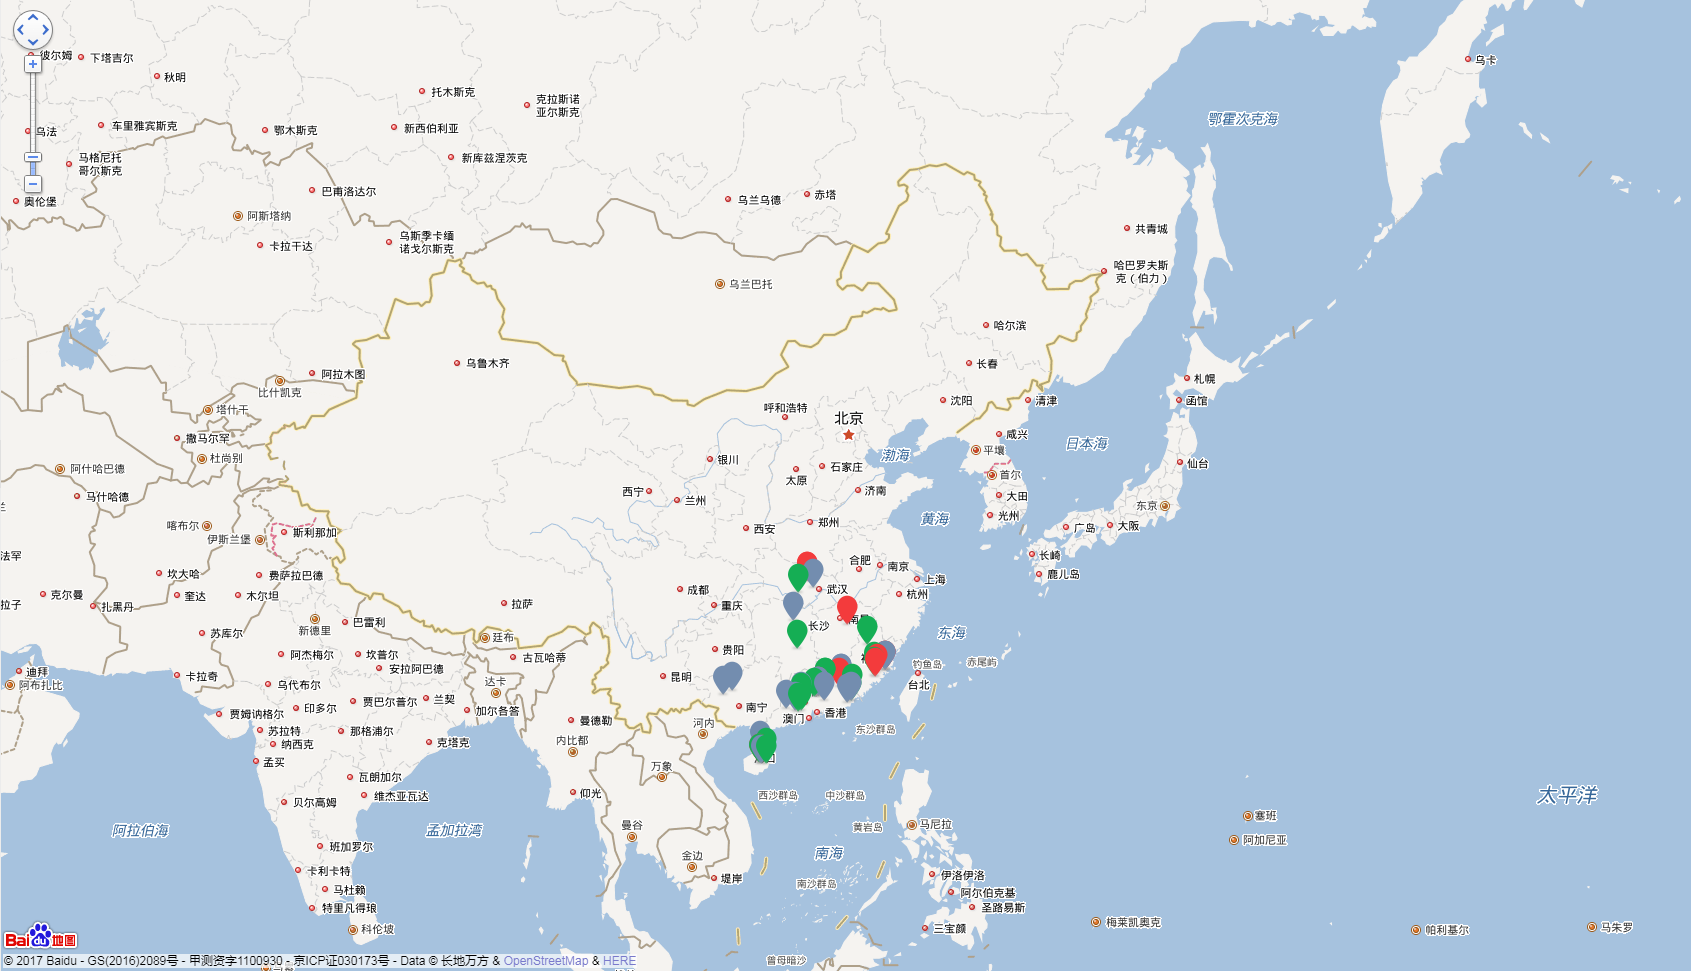 彼尔姆
下塔吉尔
秋明
乌卡
托木斯克
克拉斯诺
亚尔斯克
鄂霍次克海
乌法
车里雅宾斯克
鄂木斯克
新西伯利亚
马格尼托
哥尔斯克
新库兹涅茨克
奥伦堡
巴甫洛达尔
乌兰乌德
赤塔
阿斯塔纳
卡拉干达
乌斯季卡缅
诺戈尔斯克
共青城
哈巴罗夫斯
克（伯力）
乌兰巴托
哈尔滨
乌鲁木齐
长春
阿拉木图
比什凯克
札幌
塔什干
呼和浩特
北京
沈阳
清津
函馆
撒马尔罕
咸兴
日本海
杜尚别
银川
渤海
平壤
仙台
阿什哈巴德
太原
石家庄
首尔
马什哈德
西宁
兰州
济南
大田
东京
喀布尔
斯利那加
西安
郑州
黄海
光州
广岛
大阪
伊斯兰堡
法罕
坎大哈
费萨拉巴德
合肥
南京
长崎
鹿儿岛
克尔曼
奎达
木尔坦
成都
武汉
上海
拉子
扎黑丹
拉萨
重庆
杭州
新德里
巴雷利
长沙
苏库尔
廷布
东海
阿杰梅尔
坎普尔
古瓦哈蒂
贵阳
钓鱼岛
赤尾屿
迪拜
卡拉奇
安拉阿巴德
昆明
台北
阿布扎比
乌代布尔
达卡
贾姆讷格尔
印多尔
贾巴尔普尔
兰契
加尔各答
南宁
澳门
香港
苏拉特
那格浦尔
曼德勒
河内
东沙群岛
纳西克
克塔克
内比都
孟买
口
瓦朗加尔
万象
贝尔高姆
维杰亚瓦达
仰光
西沙群岛
中沙群岛
太平洋
阿拉伯海
孟加拉湾
曼谷
黄岩岛
马尼拉
塞班
班加罗尔
金边
南海
阿加尼亚
卡利卡特
堤岸
南沙群岛
伊洛伊洛
马杜赖
阿尔伯克基
特里凡得琅
圣路易斯
科伦坡
三宝颜
梅莱凯奥克
帕利基尔
马朱罗
Bai du 地图
曾母暗沙
© 2017 Baidu - GS(2016)2089号 - 甲测资字1100930 - 京ICP证030173号 - Data © 长地万方 & OpenStreetMap & HERE